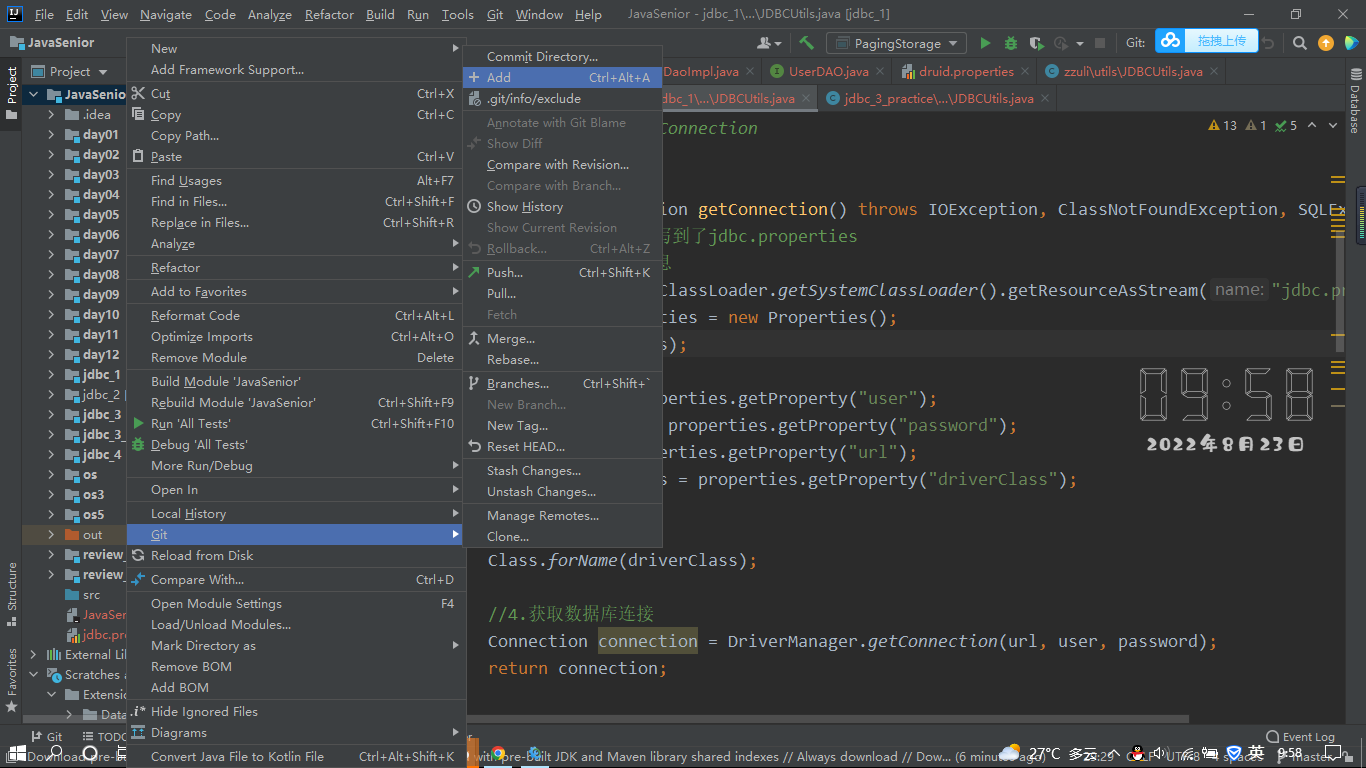 File Edit View Navigate Code Analyze Refactor Build Run Tools Git Window Help JavaSenior - jdbc_1\...\JDBCUtils.java [jdbc_1]
JavaSenior PagingStorage Git: 拖拽上传
Project
DaoImpl.java UserDAO.java druid.properties zzuli\utils\JDBCUtils.java
jdbc_3_practice\...\JDBCUtils.java
13 1 5
Project
Structure
Favorites
Database
JavaSenio
.idea
day01
day02
day03
day04
day05
day06
day07
day08
day09
day10
day11
day12
jdbc_1
jdbc_2
jdbc_3
jdbc_3_
jdbc_4
os
os3
os5
out
review_
review_
src
JavaSen
jdbc.pro
External Lib
Scratches a
Extension
Data
New
Add Framework Support...
Cut Ctrl+X
Copy Ctrl+C
Copy Path...
Paste Ctrl+V
Find Usages Alt+F7
Find in Files... Ctrl+Shift+F
Replace in Files... Ctrl+Shift+R
Analyze
Refactor
Add to Favorites
Reformat Code Ctrl+Alt+L
Optimize Imports Ctrl+Alt+O
Remove Module Delete
Build Module 'JavaSenior'
Rebuild Module 'JavaSenior' Ctrl+Shift+F9
Run 'All Tests' Ctrl+Shift+F10
Debug 'All Tests'
More Run/Debug
Open In
Local History
Git
Reload from Disk
Compare With... Ctrl+D
Open Module Settings F4
Load/Unload Modules...
Mark Directory as
Remove BOM
Add BOM
Hide Ignored Files
Diagrams
Convert Java File to Kotlin File Ctrl+Alt+Shift+K
Commit Directory...
Add Ctrl+Alt+A
.git/info/exclude
Annotate with Git Blame
Show Diff
Compare with Revision...
Compare with Branch...
Show History
Show Current Revision
Rollback... Ctrl+Alt+Z
Push... Ctrl+Shift+K
Pull...
Fetch
Merge...
Rebase...
Branches... Ctrl+Shift+`
New Branch...
New Tag...
Reset HEAD...
Stash Changes...
Unstash Changes...
Manage Remotes...
Clone...
onnection
ion getConnection() throws IOException, ClassNotFoundException, SQLEx
写到了jdbc.properties
息
ClassLoader.getSystemClassLoader().getResourceAsStream( name: "jdbc.pr
ties = new Properties();
s);
perties.getProperty("user");
properties.getProperty("password");
perties.getProperty("url");
s = properties.getProperty("driverClass");
Class.forName(driverClass);
//4.获取数据库连接
Connection connection = DriverManager.getConnection(url, user, password);
return connection;
09:58
2022年8月23日
Git TODO Event Log
Download pre-b with pre-built JDK and Maven library shared indexes // Always download // Dow... (6 minutes ago)
27°C 多云 英 9:58